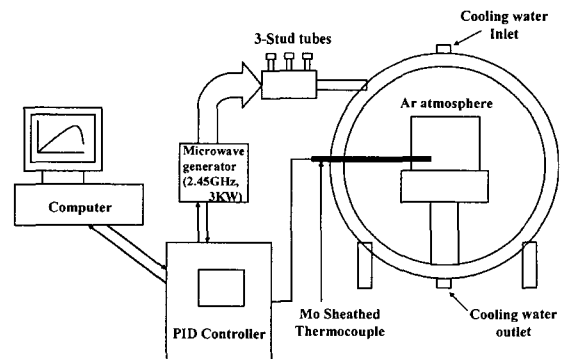 3-Stud tubes
Cooling water
Inlet
Ar atmosphere
Microwave
generator
(2.45GHz,
3KW)
Computer
PID Controller
Mo Sheathed
Thermocouple
Cooling water
outlet